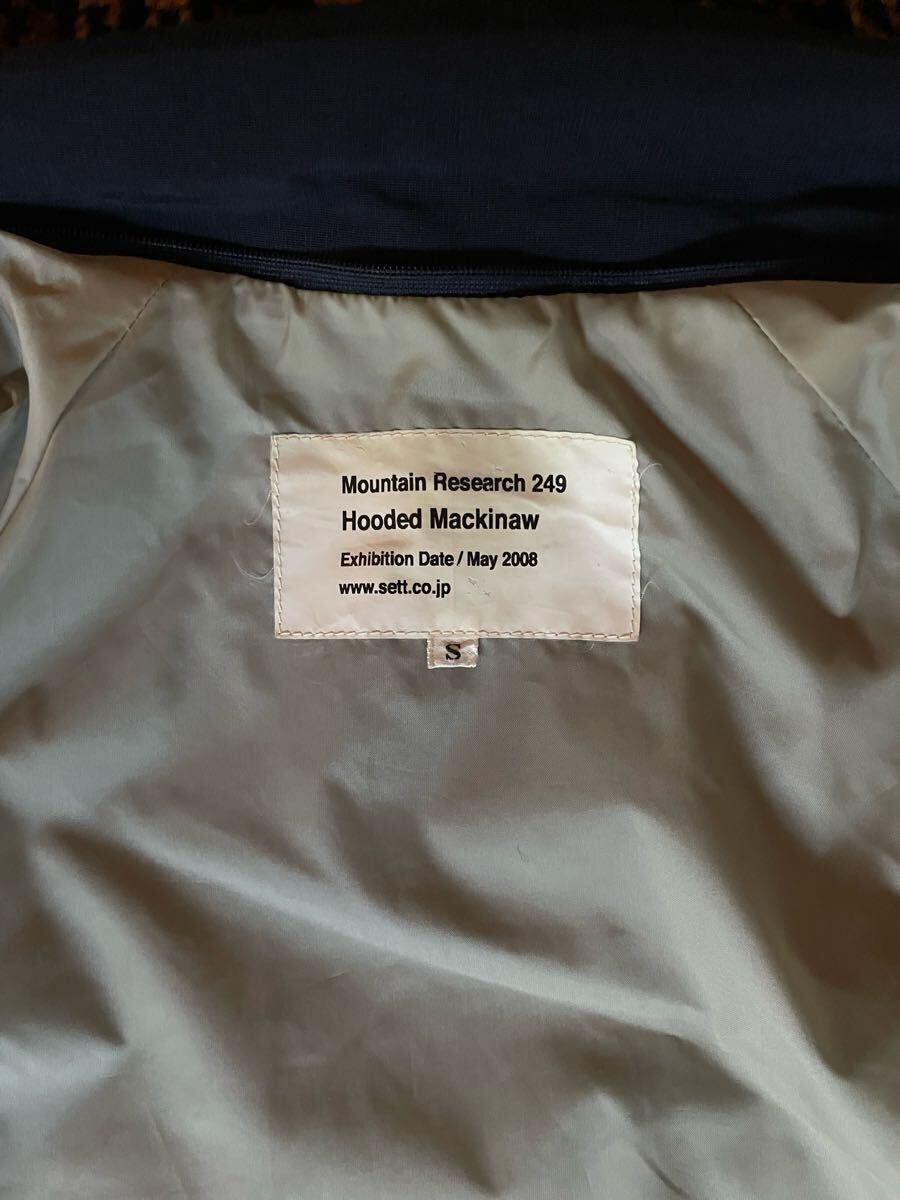 Mountain Research 249
Hooded Mackinaw
Exhibition Date / May 2008
www.sett.co.jp
S